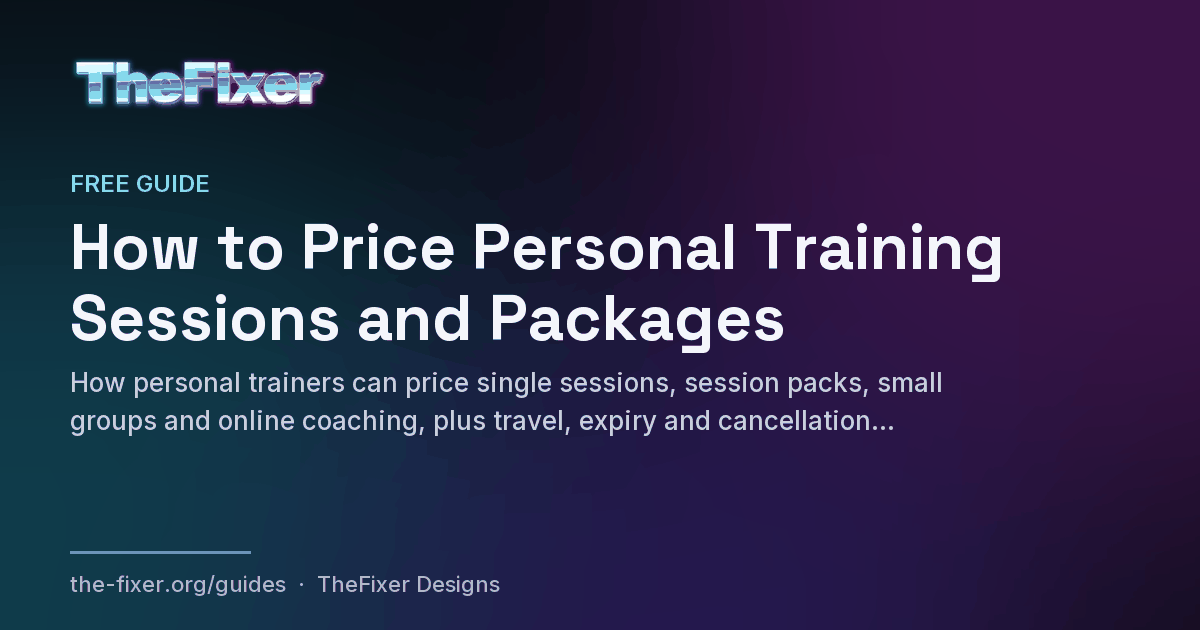 TheFixer
FREE GUIDE
How to Price Personal Training
Sessions and Packages
How personal trainers can price single sessions, session packs, small
groups and online coaching, plus travel, expiry and cancellation...
the-fixer.org/guides · TheFixer Designs